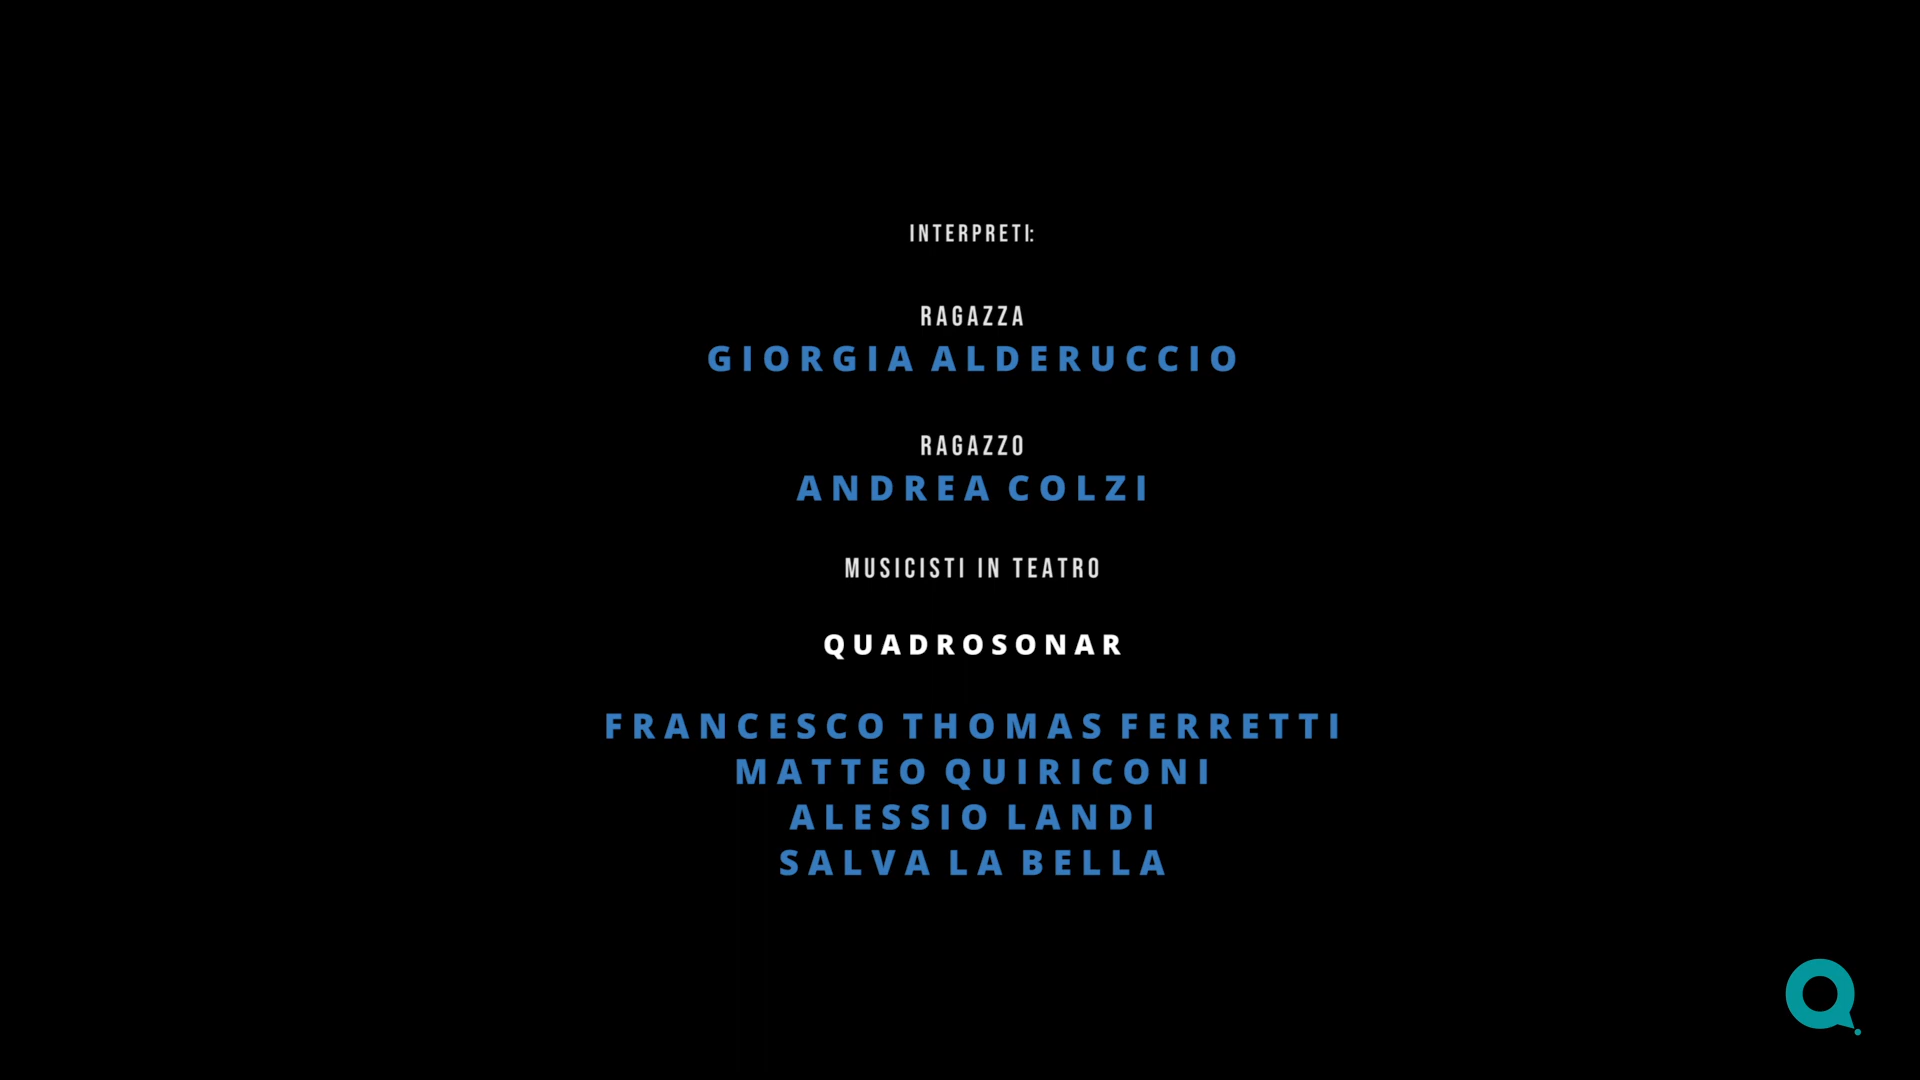 INTERPRETI:
RAGAZZA
GIORGIA ALDERUCCIO
RAGAZZO
ANDREA COLZI
MUSICISTI IN TEATRO
QUADROSONAR
FRANCESCO THOMAS FERRETTI
MATTEO QUIRICONI
ALESSIO LANDI
SALVA LA BELLA